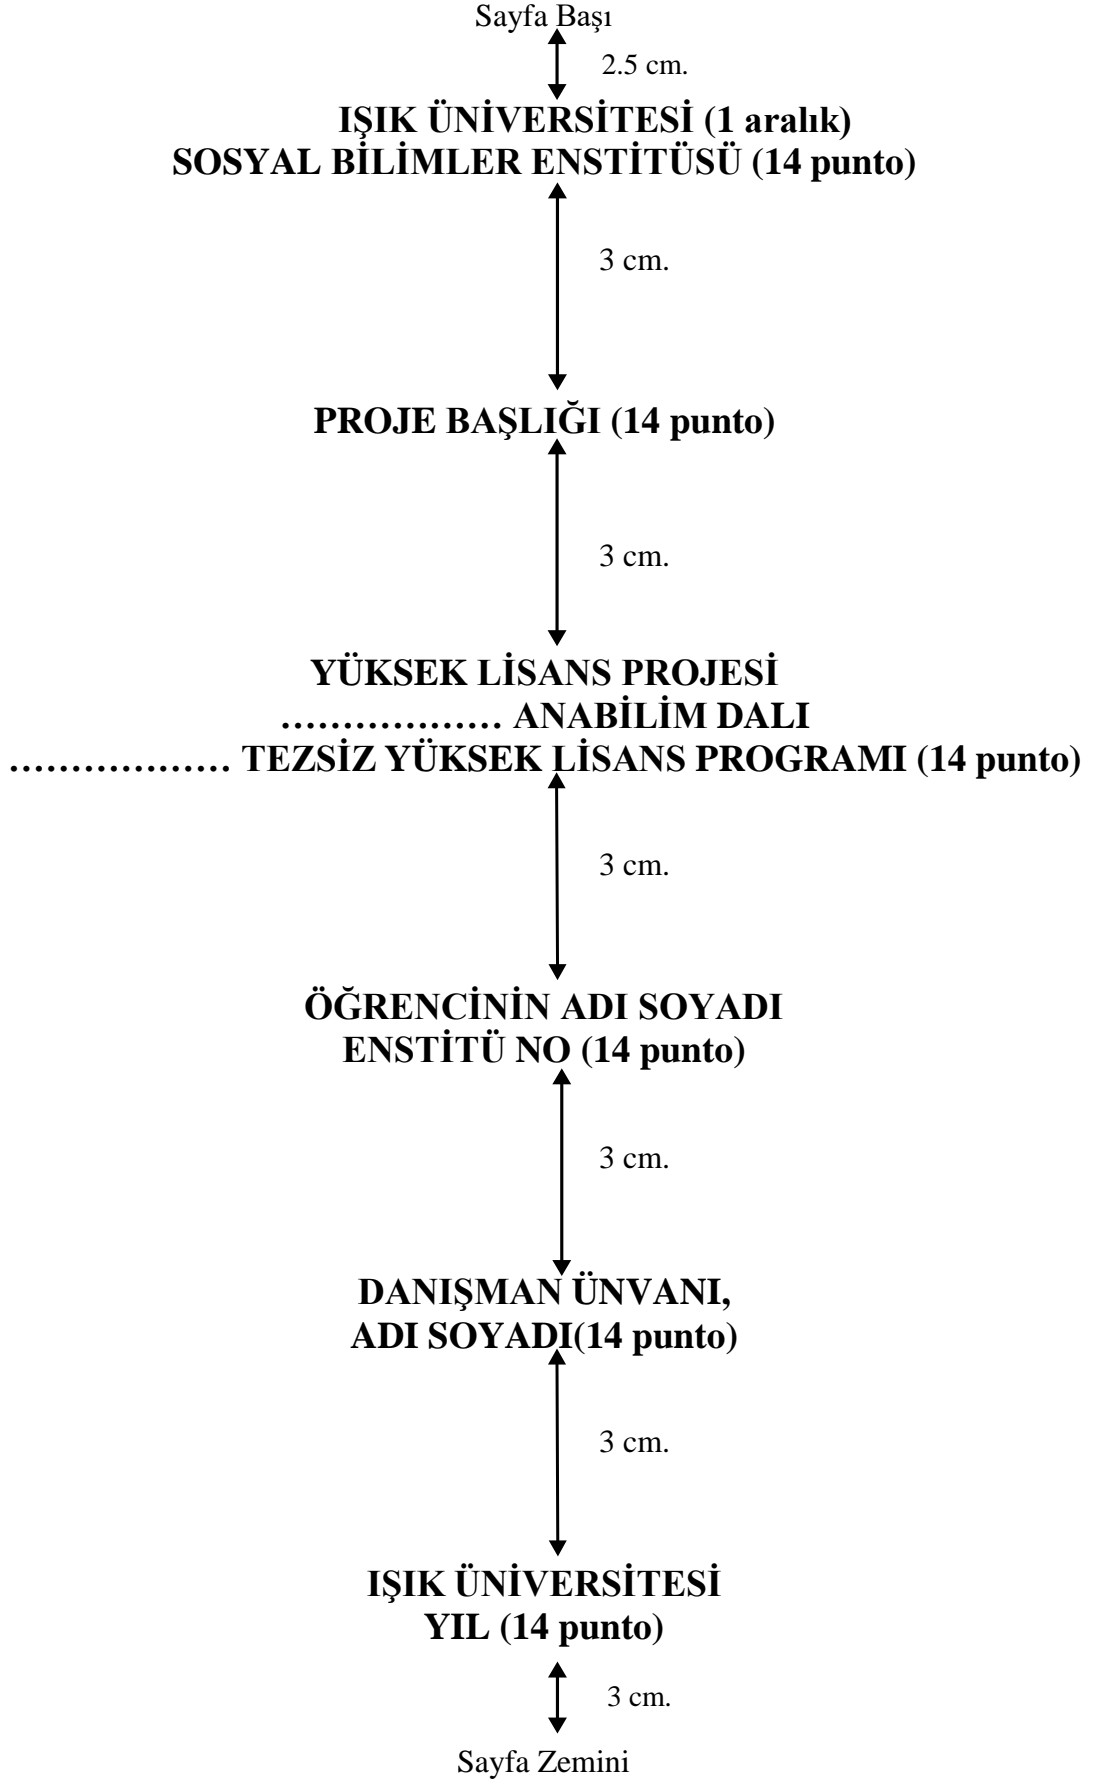 Sayfa Başı
2.5 cm.
IŞIK ÜNİVERSİTESİ (1 aralık)
SOSYAL BİLİMLER ENSTİTÜSÜ (14 punto)
3 cm.
PROJE BAŞLIĞI (14 punto)
3 cm.
YÜKSEK LİSANS PROJESİ
……………… ANABİLİM DALI
……………… TEZSİZ YÜKSEK LİSANS PROGRAMI (14 punto)
3 cm.
ÖĞRENCİNİN ADI SOYADI
ENSTİTÜ NO (14 punto)
3 cm.
DANIŞMAN ÜNVANI,
ADI SOYADI(14 punto)
3 cm.
IŞIK ÜNİVERSİTESİ
YIL (14 punto)
3 cm.
Sayfa Zemini